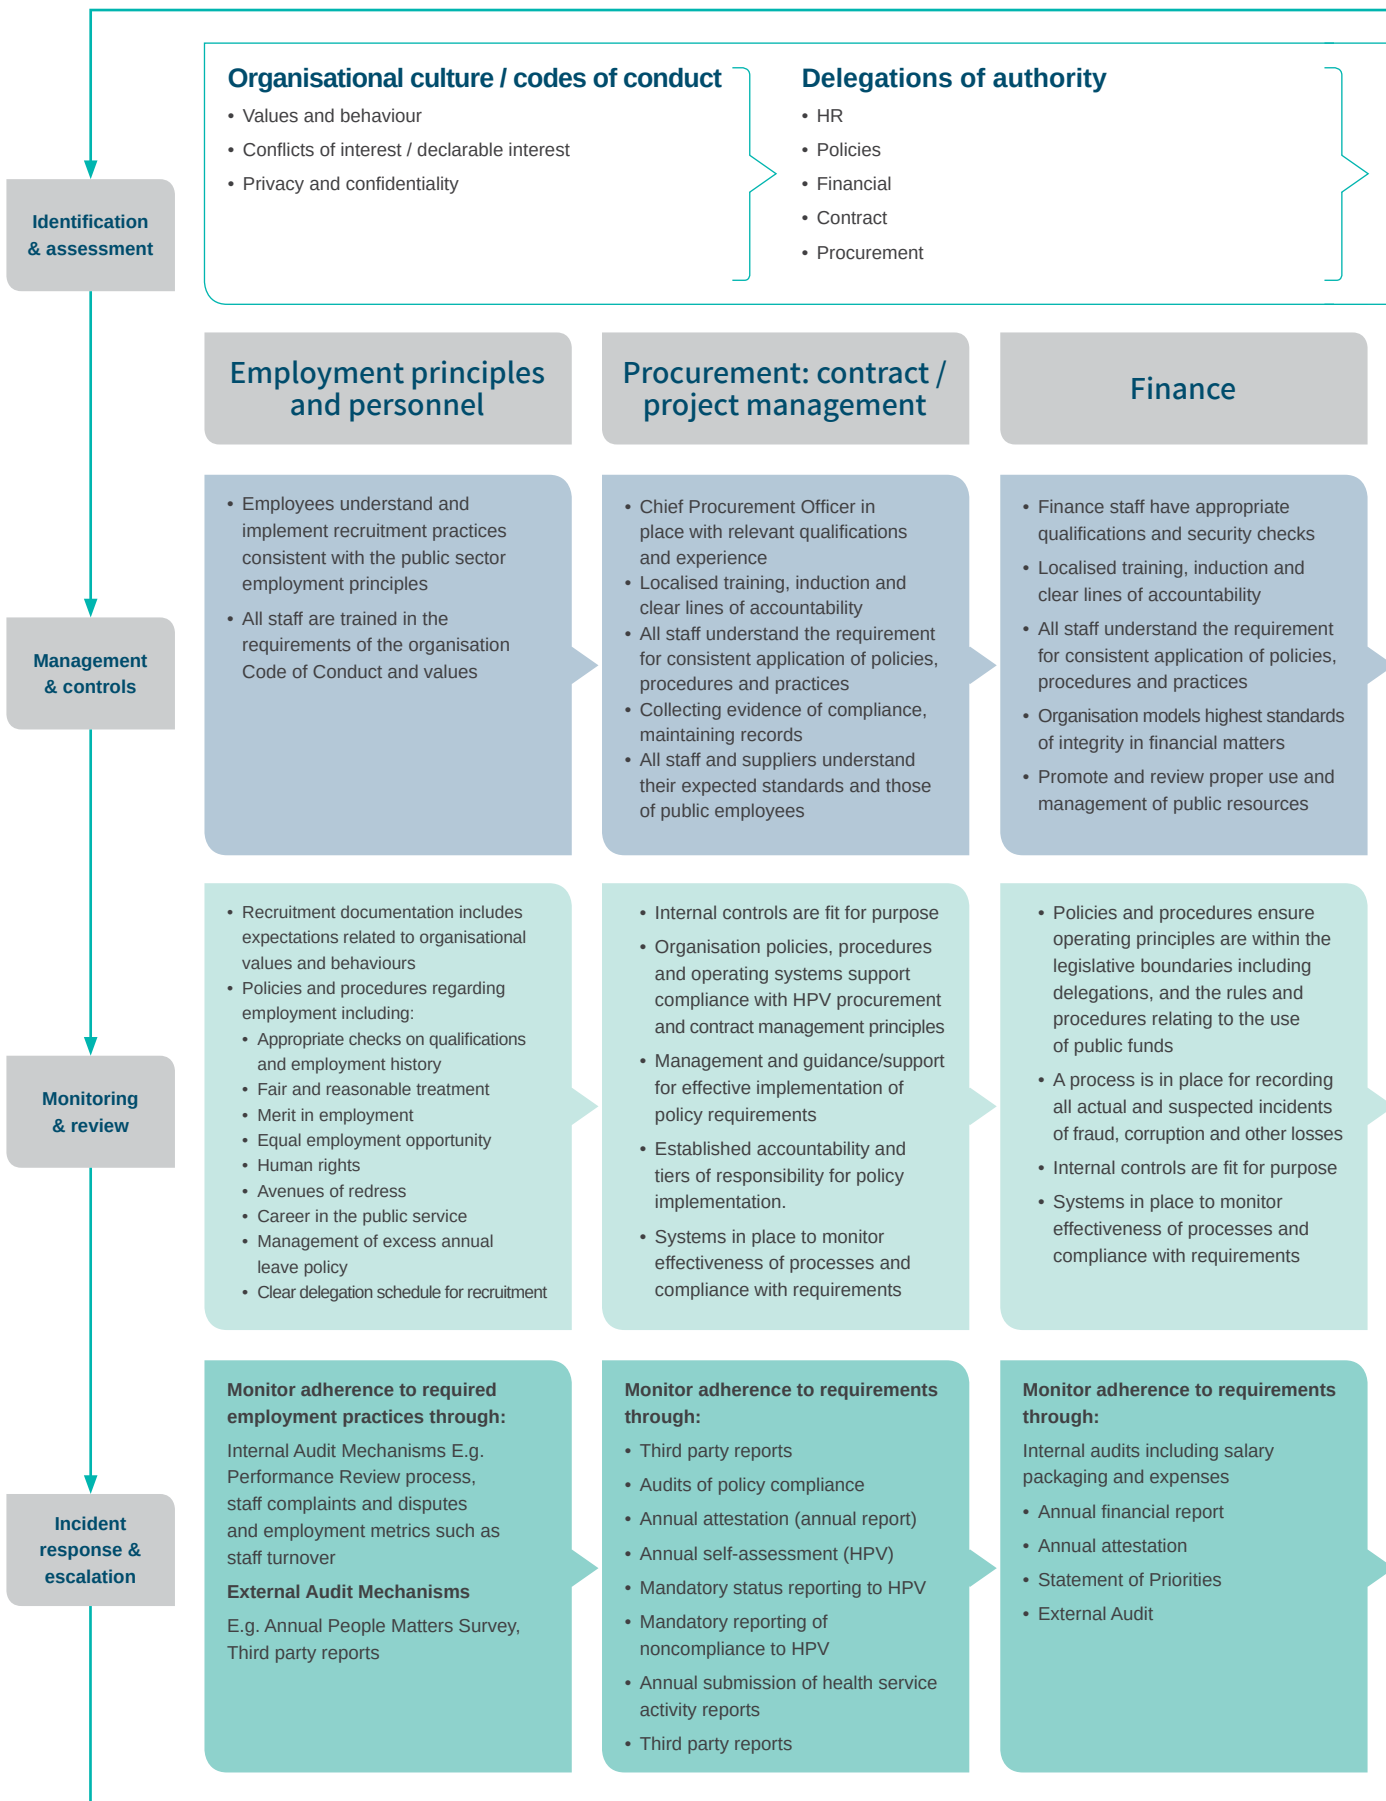 Organisational culture / codes of conduct
• Values and behaviour
• Conflicts of interest / declarable interest
• Privacy and confidentiality
Delegations of authority
• HR
• Policies
• Financial
• Contract
• Procurement
Identification
& assessment
Employment principles
and personnel
Procurement: contract /
project management
Finance
Management
& controls
• Employees understand and
implement recruitment practices
consistent with the public sector
employment principles
• All staff are trained in the
requirements of the organisation
Code of Conduct and values
• Chief Procurement Officer in
place with relevant qualifications
and experience
• Localised training, induction and
clear lines of accountability
• All staff understand the requirement
for consistent application of policies,
procedures and practices
• Collecting evidence of compliance,
maintaining records
• All staff and suppliers understand
their expected standards and those
of public employees
• Finance staff have appropriate
qualifications and security checks
• Localised training, induction and
clear lines of accountability
• All staff understand the requirement
for consistent application of policies,
procedures and practices
• Organisation models highest standards
of integrity in financial matters
• Promote and review proper use and
management of public resources
Monitoring
& review
• Recruitment documentation includes
expectations related to organisational
values and behaviours
• Policies and procedures regarding
employment including:
• Appropriate checks on qualifications
and employment history
• Fair and reasonable treatment
• Merit in employment
• Equal employment opportunity
• Human rights
• Avenues of redress
• Career in the public service
• Management of excess annual
leave policy
• Clear delegation schedule for recruitment
• Internal controls are fit for purpose
• Organisation policies, procedures
and operating systems support
compliance with HPV procurement
and contract management principles
• Management and guidance/support
for effective implementation of
policy requirements
• Established accountability and
tiers of responsibility for policy
implementation.
• Systems in place to monitor
effectiveness of processes and
compliance with requirements
• Policies and procedures ensure
operating principles are within the
legislative boundaries including
delegations, and the rules and
procedures relating to the use
of public funds
• A process is in place for recording
all actual and suspected incidents
of fraud, corruption and other losses
• Internal controls are fit for purpose
• Systems in place to monitor
effectiveness of processes and
compliance with requirements
Incident
response &
escalation
Monitor adherence to required
employment practices through:
Internal Audit Mechanisms E.g.
Performance Review process,
staff complaints and disputes
and employment metrics such as
staff turnover
External Audit Mechanisms
E.g. Annual People Matters Survey,
Third party reports
Monitor adherence to requirements
through:
• Third party reports
• Audits of policy compliance
• Annual attestation (annual report)
• Annual self-assessment (HPV)
• Mandatory status reporting to HPV
• Mandatory reporting of
noncompliance to HPV
• Annual submission of health service
activity reports
• Third party reports
Monitor adherence to requirements
through:
Internal audits including salary
packaging and expenses
• Annual financial report
• Annual attestation
• Statement of Priorities
• External Audit